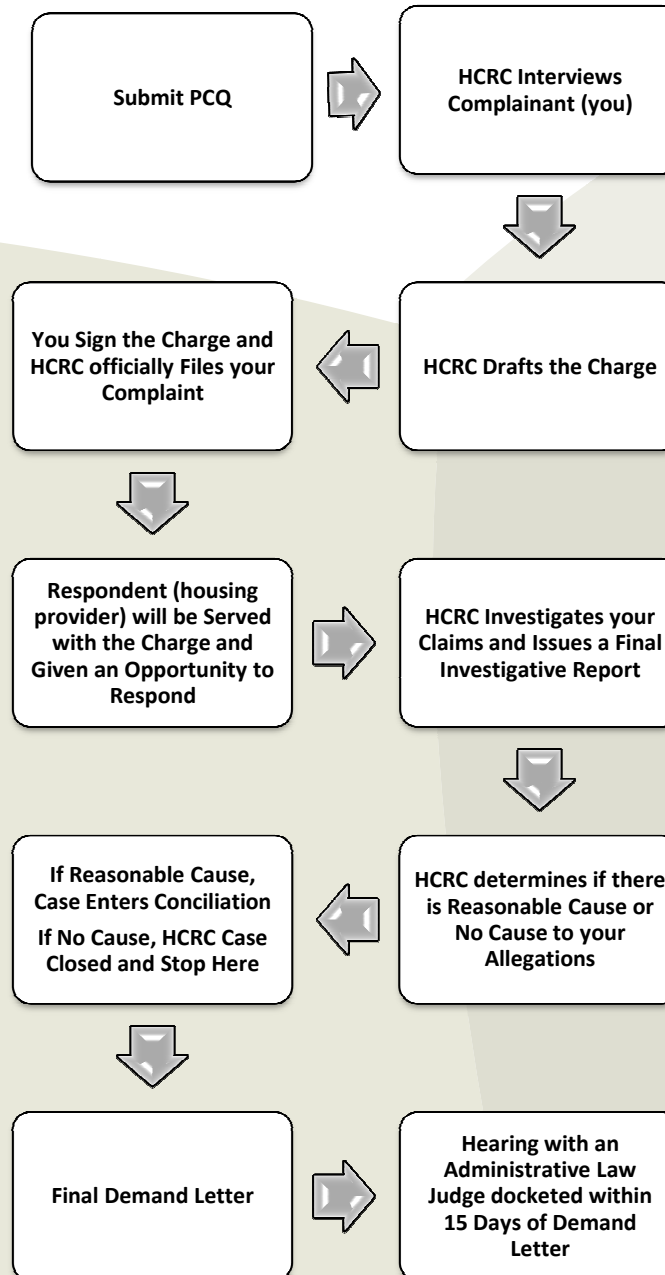 Submit PCQ
HCRC Interviews
Complainant (you)
HCRC Drafts the Charge
You Sign the Charge and
HCRC officially Files your
Complaint
Respondent (housing
provider) will be Served
with the Charge and
Given an Opportunity to
Respond
HCRC Investigates your
Claims and Issues a Final
Investigative Report
HCRC determines if there
is Reasonable Cause or
No Cause to your
Allegations
If Reasonable Cause,
Case Enters Conciliation
If No Cause, HCRC Case
Closed and Stop Here
Final Demand Letter
Hearing with an
Administrative Law
Judge docketed within
15 Days of Demand
Letter